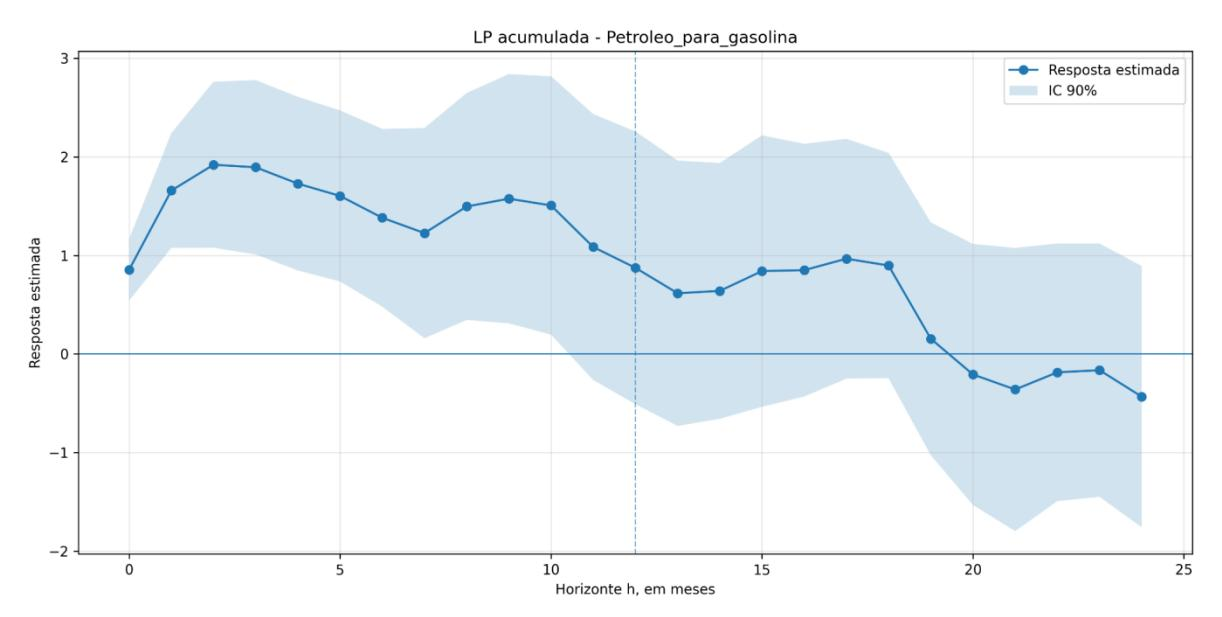 LP acumulada - Petroleo_para_gasolina
Resposta estimada
IC 90%
Resposta estimada
3
2
1
0
−1
−2
0 5 10 15 20 25
Horizonte h, em meses